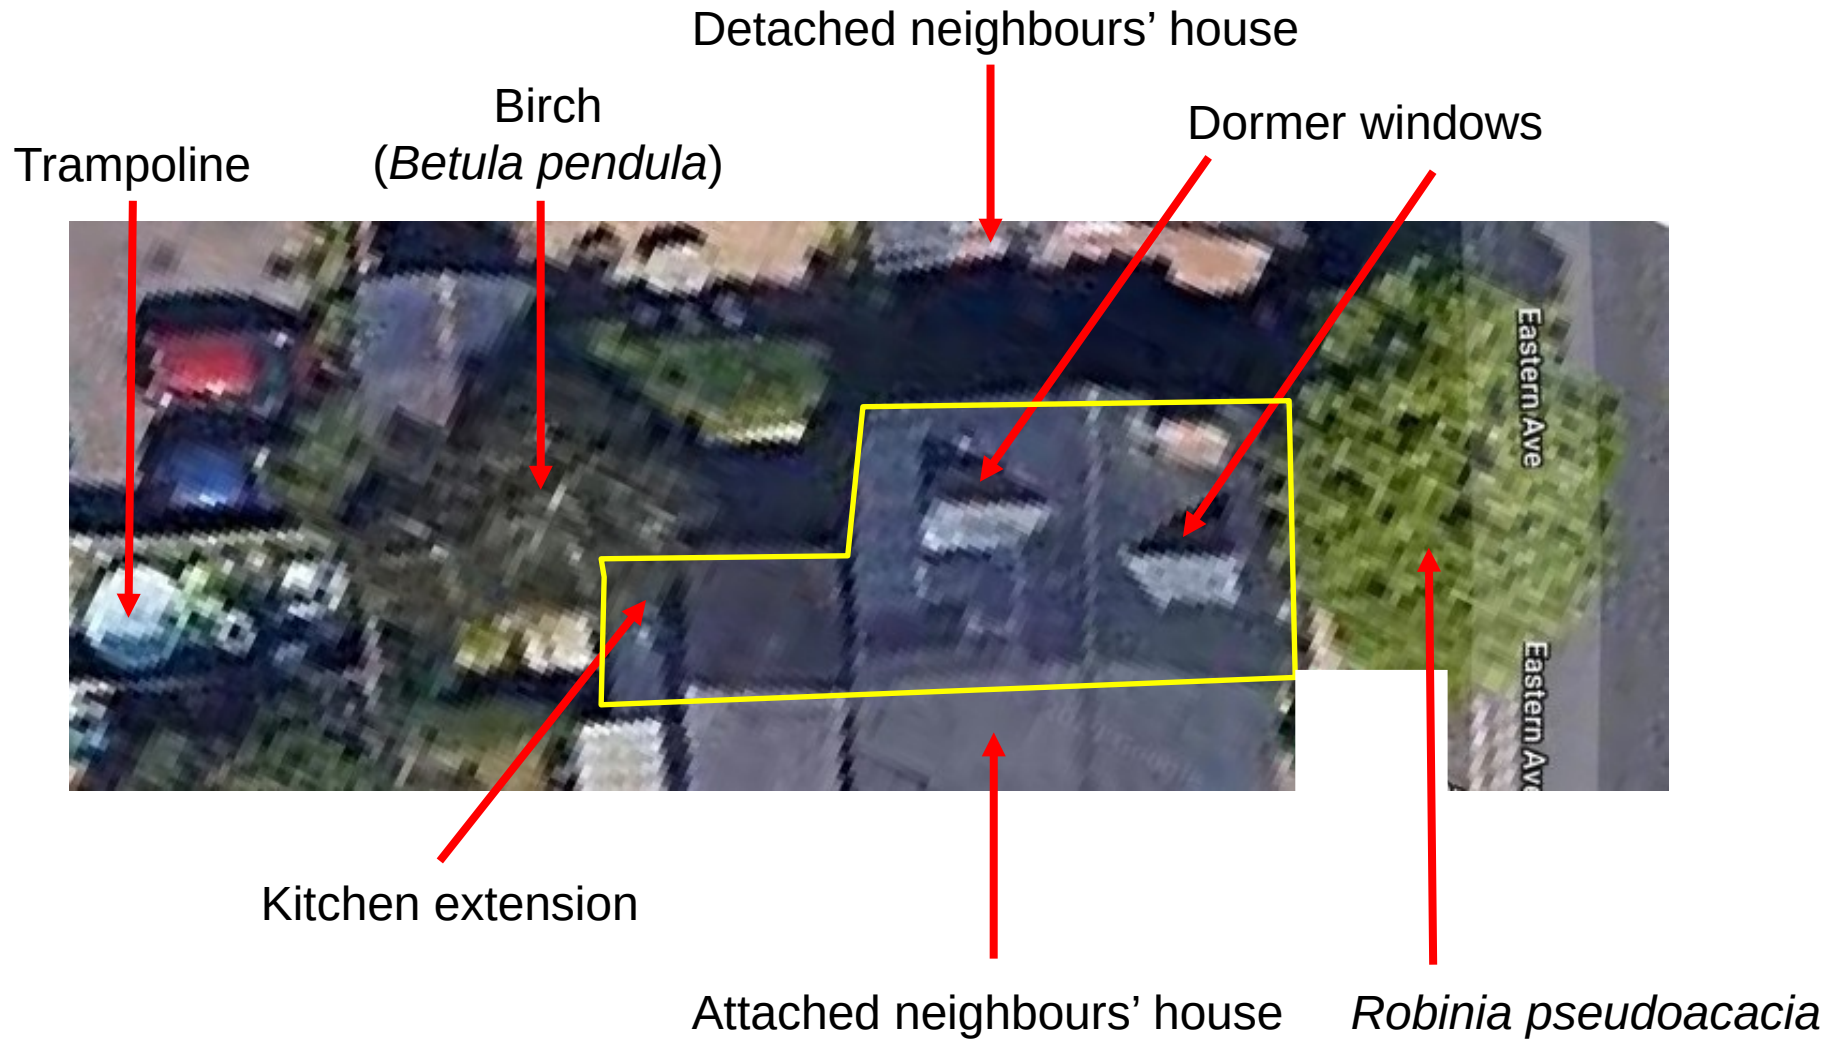 Detached neighbours’ house
Birch
(Betula pendula)
Dormer windows
Trampoline
Eastern Ave
Eastern Ave
Kitchen extension
Attached neighbours’ house
Robinia pseudoacacia